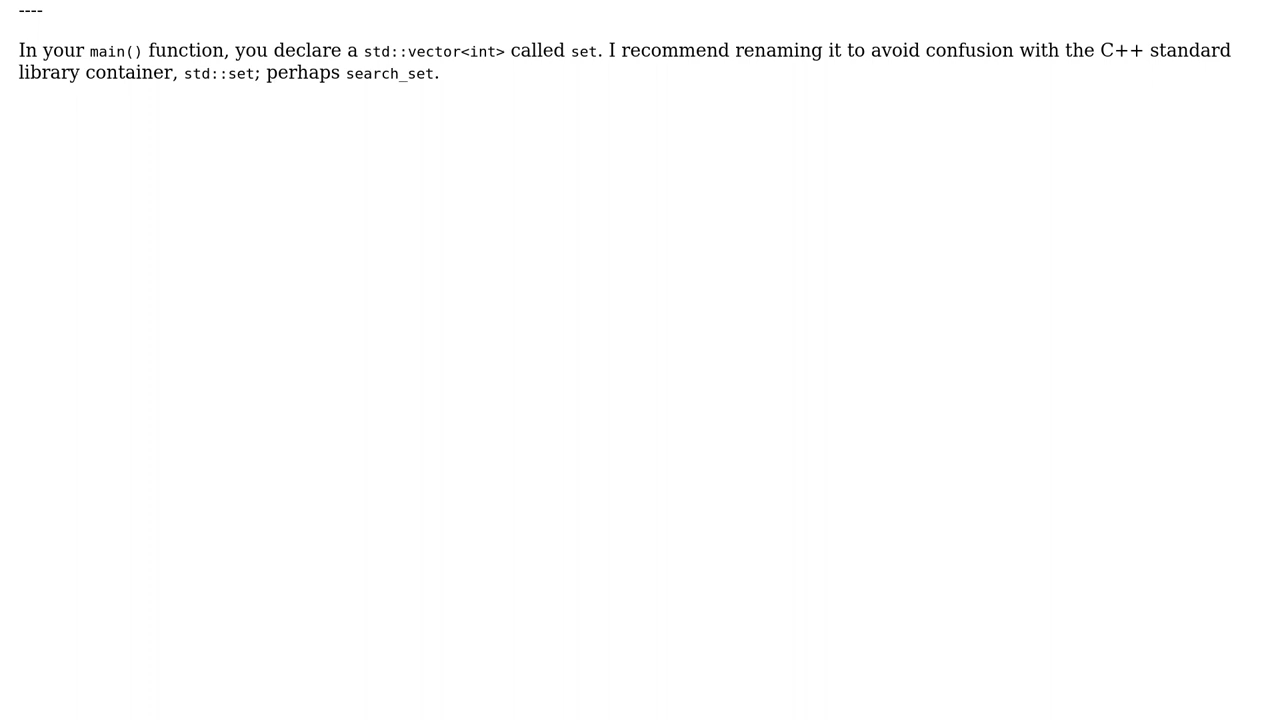 ----
In your main() function, you declare a std::vector<int> called set. I recommend renaming it to avoid confusion with the C++ standard
library container, std::set; perhaps search_set.